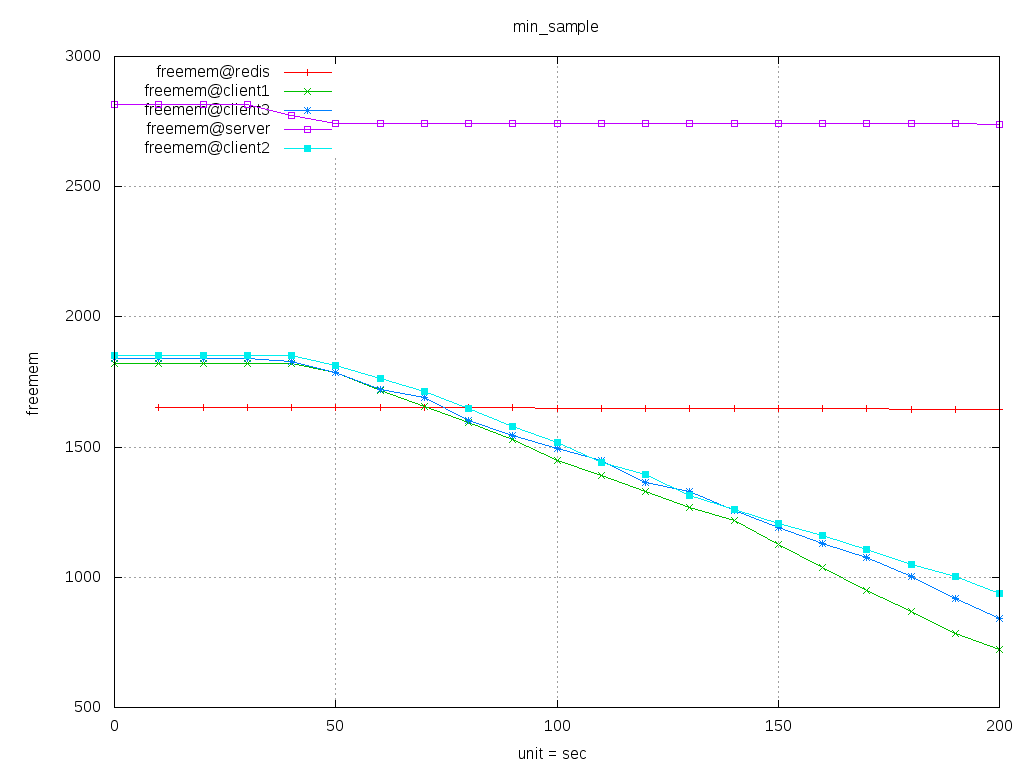 min_sample
3000
2500
2000
1500
1000
500
freemem
freemem@redis
freemem@client1
freemem@client3
freemem@server
freemem@client2
0 50 100 150 200
unit = sec